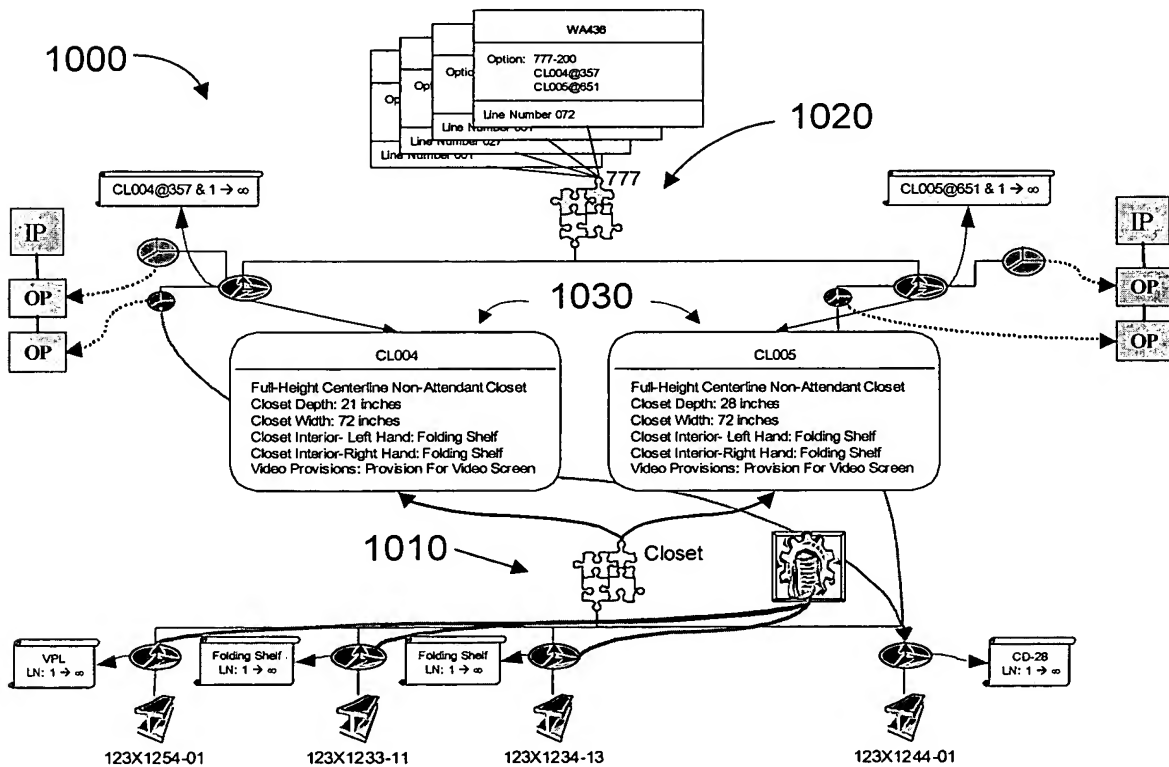 1000
WA436
Option: 777-200
CL004@357
CL005@651
Line Number 072
Optic
Line Number 061
Op
Line Number 027
Op
Line Number 001
1020
777
CL004@357 & 1 → ∞
CL005@651 & 1 → ∞
IP
OP
OP
IP
OP
OP
1030
CL004
Full-Height Centerline Non-Attendant Closet
Closet Depth: 21 inches
Closet Width: 72 inches
Closet Interior- Left Hand: Folding Shelf
Closet Interior-Right Hand: Folding Shelf
Video Provisions: Provision For Video Screen
CL005
Full-Height Centerline Non-Attendant Closet
Closet Depth: 28 inches
Closet Width: 72 inches
Closet Interior- Left Hand: Folding Shelf
Closet Interior-Right Hand: Folding Shelf
Video Provisions: Provision For Video Screen
1010
Closet
VPL
LN: 1 → ∞
Folding Shelf
LN: 1 → ∞
Folding Shelf
LN: 1 → ∞
CD-28
LN: 1 → ∞
123X1254-01
123X1233-11
123X1234-13
123X1244-01